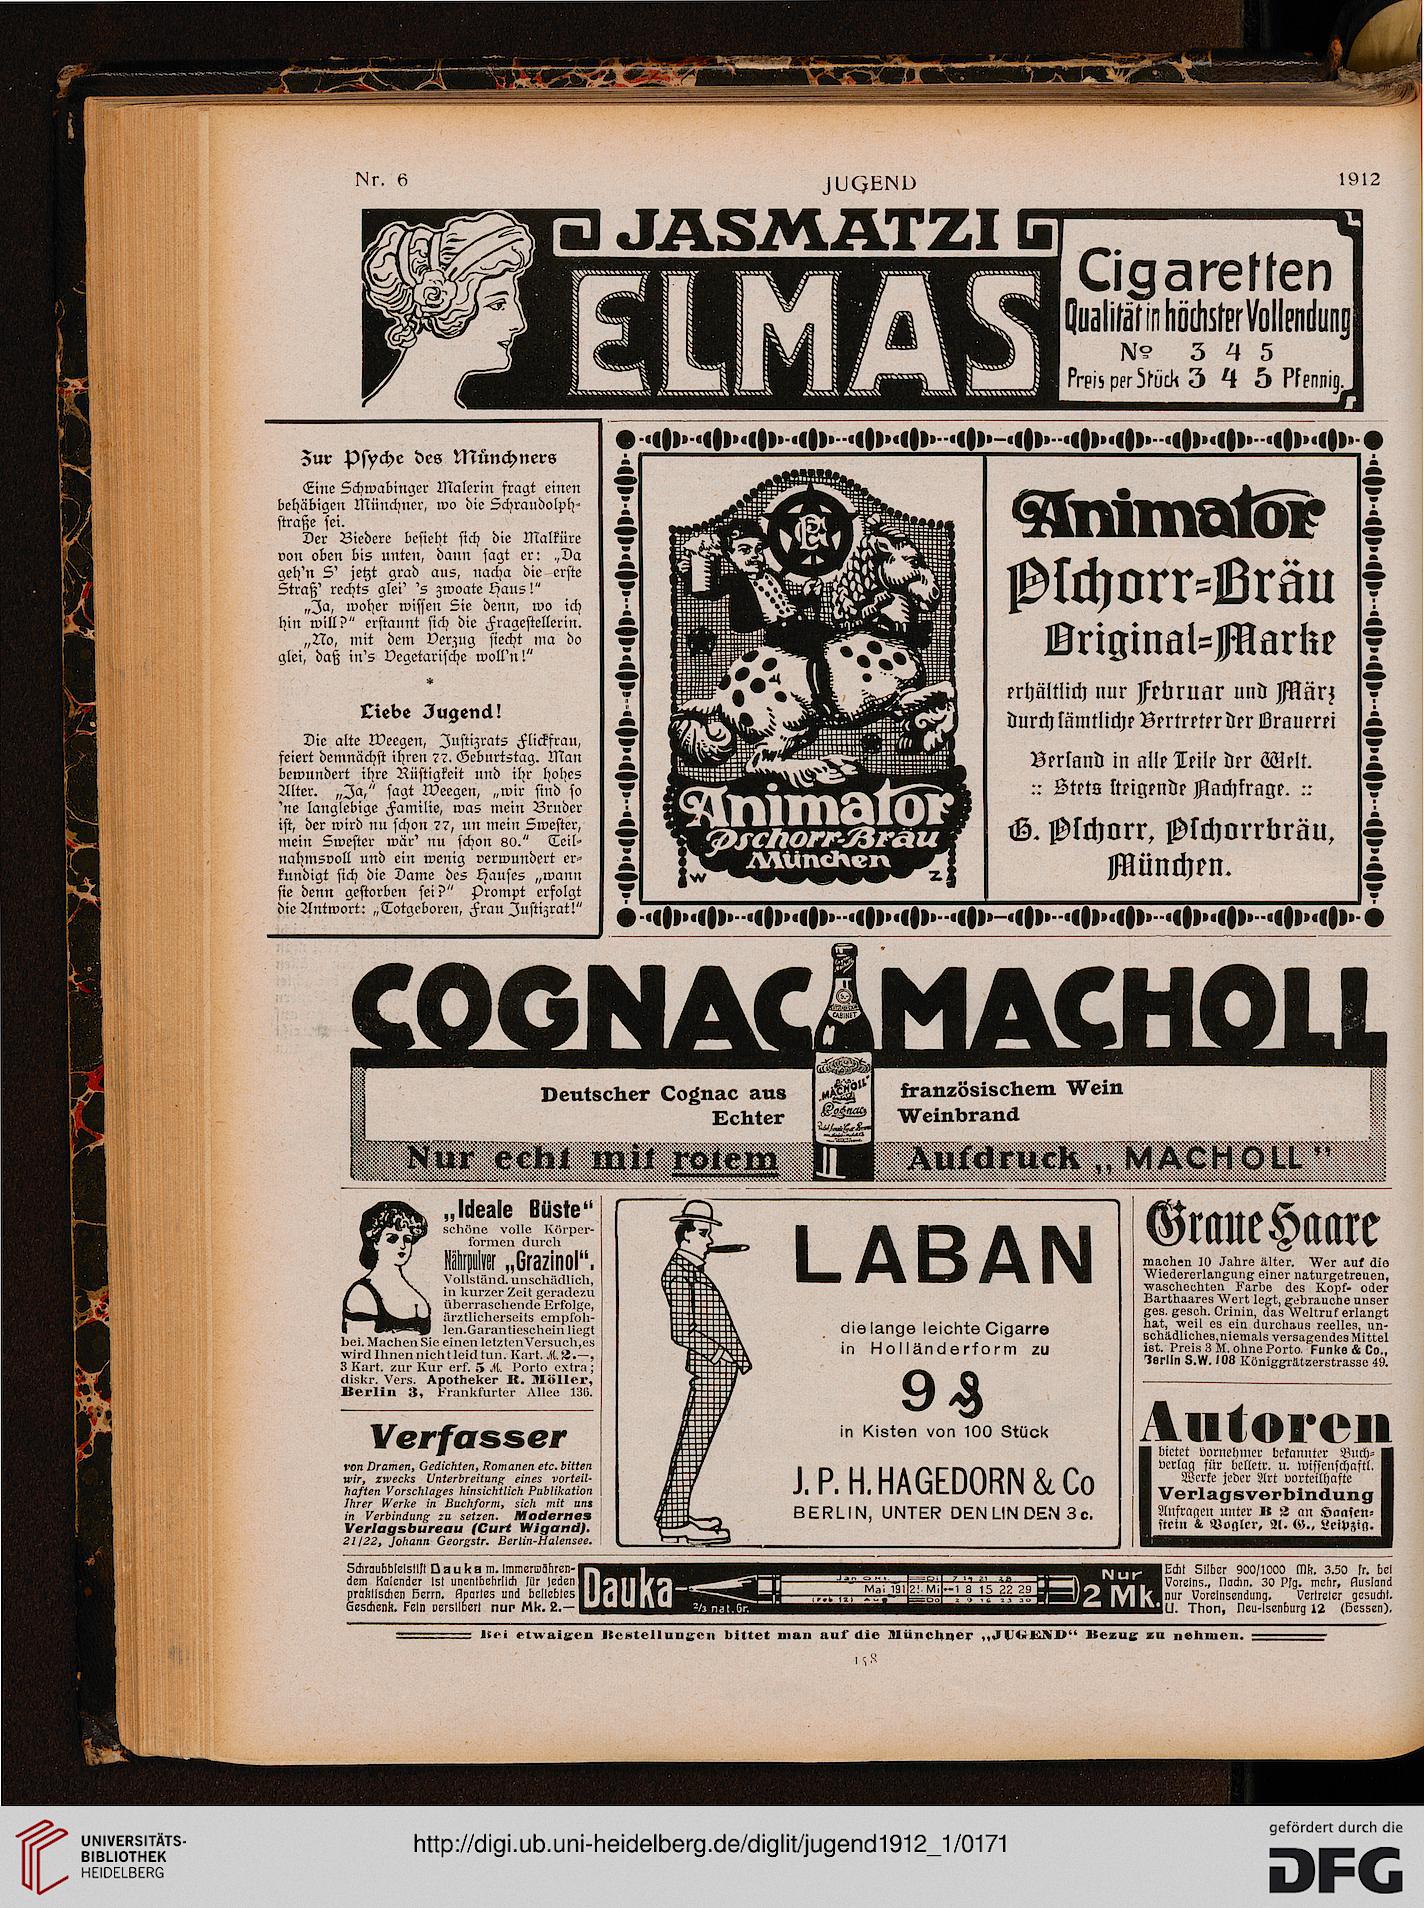 Nr. 6
JUGEND
1912
JASMATZI
ELMAS
Cigaretten
Qualität in höchster Vollendung
Nº 3 4 5
Preis per Stück 3 4 5 Pfennig.
Zur Psyche des Münchners
Eine Schwabinger Malerin fragt einen
behäbigen Münchner, wo die Schraudolph-
straße sei.
Der Biedere besieht sich die Malküre
von oben bis unten, dann sagt er: „Da
geh'n S' jetzt grad aus, nacha die erste
Straß' rechts glei' 's zwoate Haus!"
„Ja, woher wissen Sie denn, wo ich
hin will?" erstaunt sich die Fragestellerin.
„No, mit dem Verzug siecht ma do
glei, daß in's Vegetarische woll'n!"
*
Liebe Jugend!
Die alte Weegen, Justizrats Flickfrau,
feiert demnächst ihren 77. Geburtstag. Man
bewundert ihre Rüstigkeit und ihr hohes
Alter. „Ja," sagt Weegen, „wir sind so
'ne langlebige Familie, was mein Bruder
ist, der wird nu schon 77, un mein Swester,
mein Swester wär' nu schon 80." Teil-
nahmsvoll und ein wenig verwundert er-
kundigt sich die Dame des Hauses „wann
sie denn gestorben sei?" Prompt erfolgt
die Antwort: „Totgeboren, Frau Justizrat!"
Animator
Pschorr-Bräu
München
W Z
Animator
Pschorr-Bräu
Original-Marke
erhältlich nur Februar und März
durch sämtliche Vertreter der Brauerei
Versand in alle Teile der Welt.
:: Stets steigende Nachfrage. ::
G. Pschorr, Pschorrbräu,
München.
COGNAC MACHOLL
CABINET
MACHOLL
Cognac
Deutscher Cognac aus französischem Wein
Echter Weinbrand
Nur echt mit rotem Aufdruck „MACHOLL"
„Ideale Büste"
schöne volle Körper-
formen durch
Nährpulver „Grazinol".
Vollständ. unschädlich,
in kurzer Zeit geradezu
überraschende Erfolge,
ärztlicherseits empfoh-
len. Garantieschein liegt
bei. Machen Sie einen letzten Versuch, es
wird Ihnen nicht leid tun. Kart. M. 2.—,
3 Kart. zur Kur erf. 5 M. Porto extra;
diskr. Vers. Apotheker R. Möller,
Berlin 3, Frankfurter Allee 136.
Verfasser
von Dramen, Gedichten, Romanen etc. bitten
wir, zwecks Unterbreitung eines vorteil-
haften Vorschlages hinsichtlich Publikation
Ihrer Werke in Buchform, sich mit uns
in Verbindung zu setzen. Modernes
Verlagsbureau (Curt Wigand).
21/22, Johann Georgstr. Berlin-Halensee.
LABAN
die lange leichte Cigarre
in Holländerform zu
9 ₰
in Kisten von 100 Stück
J. P. H. HAGEDORN & Co
BERLIN, UNTER DEN LINDEN 3c.
Graue Haare
machen 10 Jahre älter. Wer auf die
Wiedererlangung einer naturgetreuen,
waschechten Farbe des Kopf- oder
Barthaares Wert legt, gebrauche unser
ges. gesch. Crinin, das Weltruf erlangt
hat, weil es ein durchaus reelles, un-
schädliches, niemals versagendes Mittel
ist. Preis 3 M. ohne Porto. Funke & Co.,
Berlin S.W. 108 Königgrätzerstrasse 49.
Autoren
bietet vornehmer bekannter Buch-
verlag für belletr. u. wissenschaftl.
Werke jeder Art vorteilhafte
Verlagsverbindung
Anfragen unter B 2 an Haasen-
stein & Vogler, A. G., Leipzig.
Schraubbleistift Dauka m. Immerwähren-
dem Kalender ist unentbehrlich für jeden
praktischen Herrn. Apartes und beliebtes
Geschenk. Fein versilbert nur Mk. 2.—
Dauka
2/3 nat. Gr.
Mai 1912! Mi 1 8 15 22 29
Nur
2 Mk.
Echt Silber 900/1000 Mk. 3.50 fr. bei
Voreins., Nachn. 30 Pfg. mehr, Ausland
nur Voreinsendung. Vertreter gesucht.
U. Thon, Neu-Isenburg 12 (Hessen).
Bei etwaigen Bestellungen bittet man auf die Münchner „JUGEND" Bezug zu nehmen.
158
UNIVERSITÄTS-
BIBLIOTHEK
HEIDELBERG
http://digi.ub.uni-heidelberg.de/diglit/jugend1912_1/0171
gefördert durch die
DFG